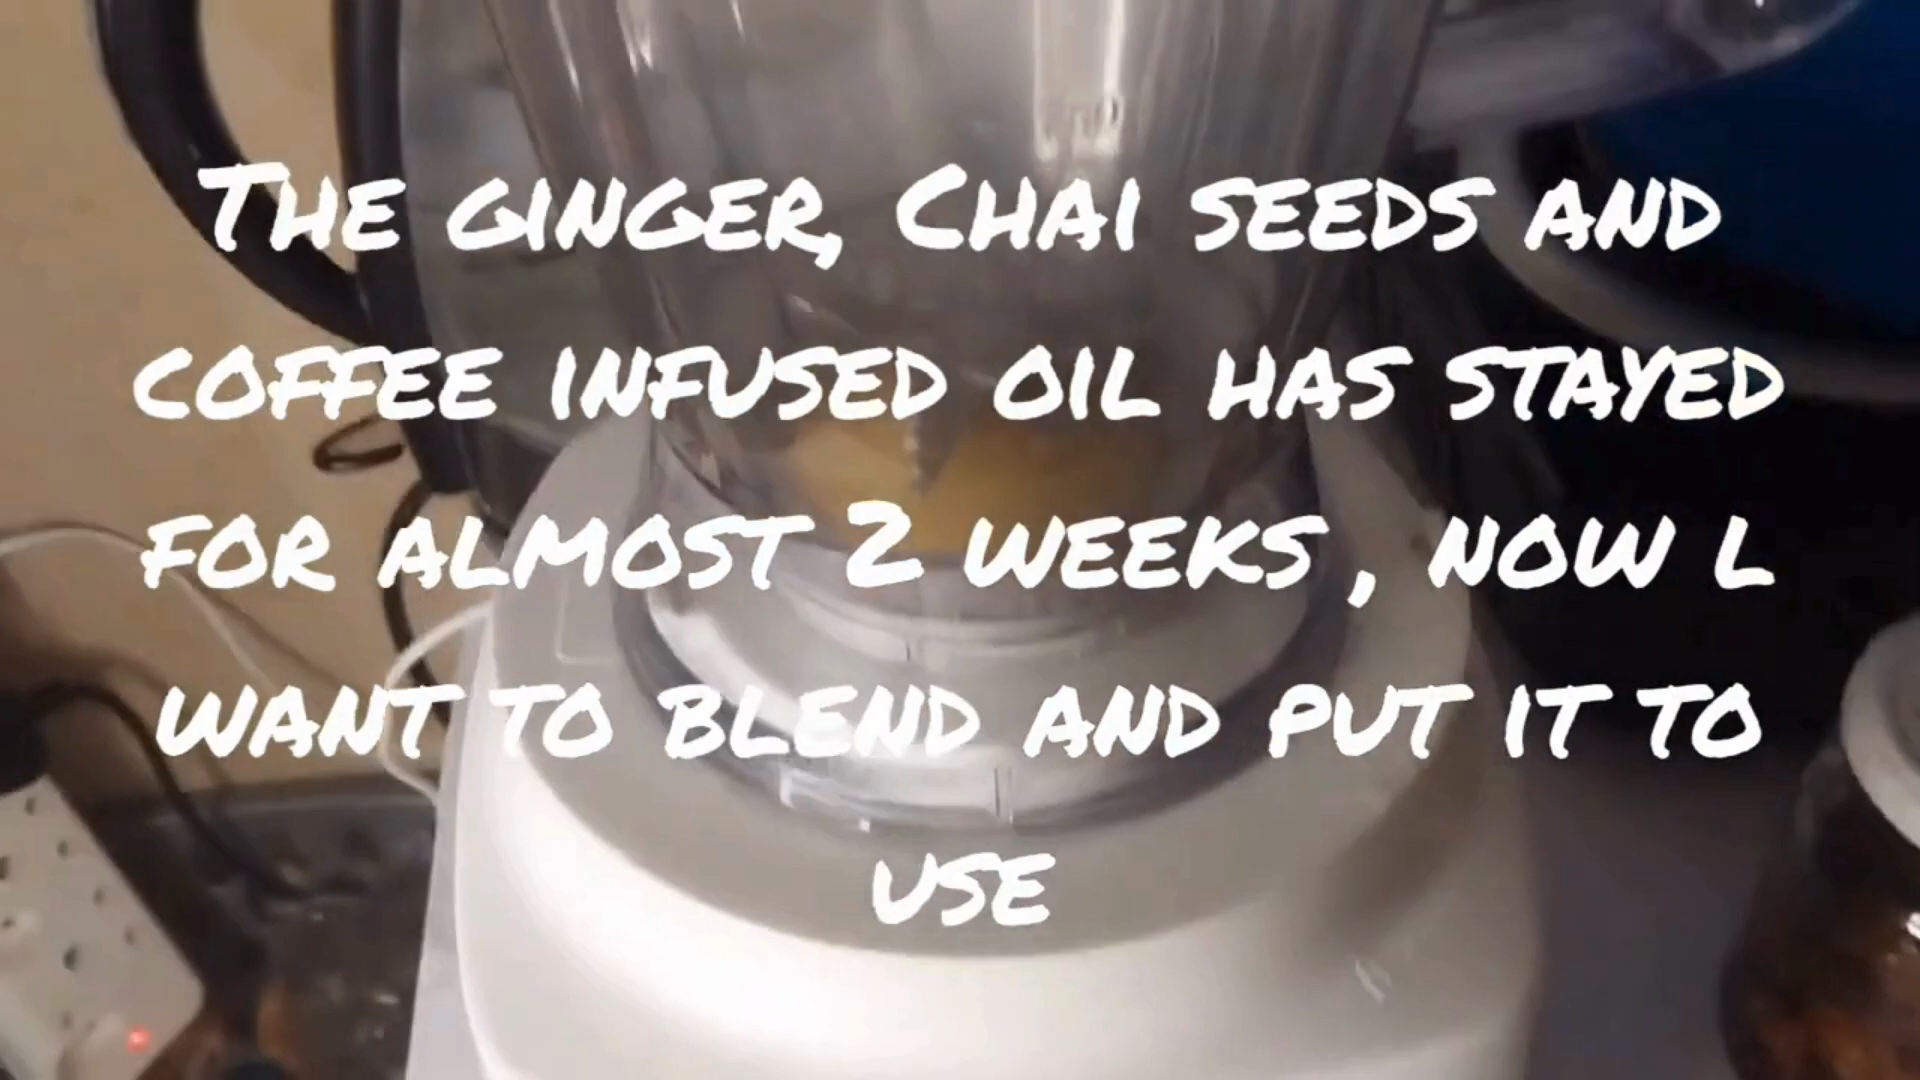 The ginger, Chai seeds and
coffee infused oil has stayed
for almost 2 weeks , now l
want to blend and put it to
use